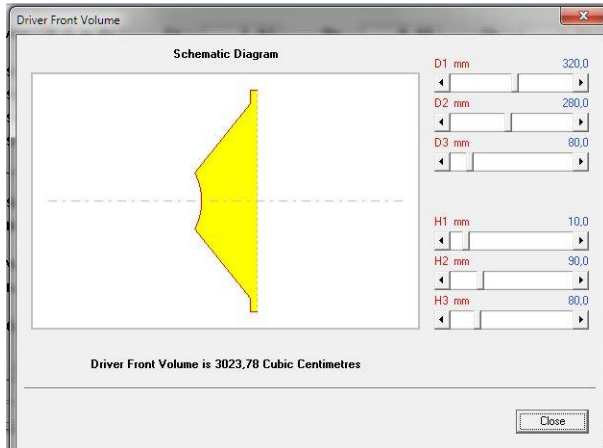 Driver Front Volume
Schematic Diagram
D1 mm 320,0
D2 mm 280,0
D3 mm 80,0
H1 mm 10,0
H2 mm 90,0
H3 mm 80,0
Driver Front Volume is 3023,78 Cubic Centimetres
Close